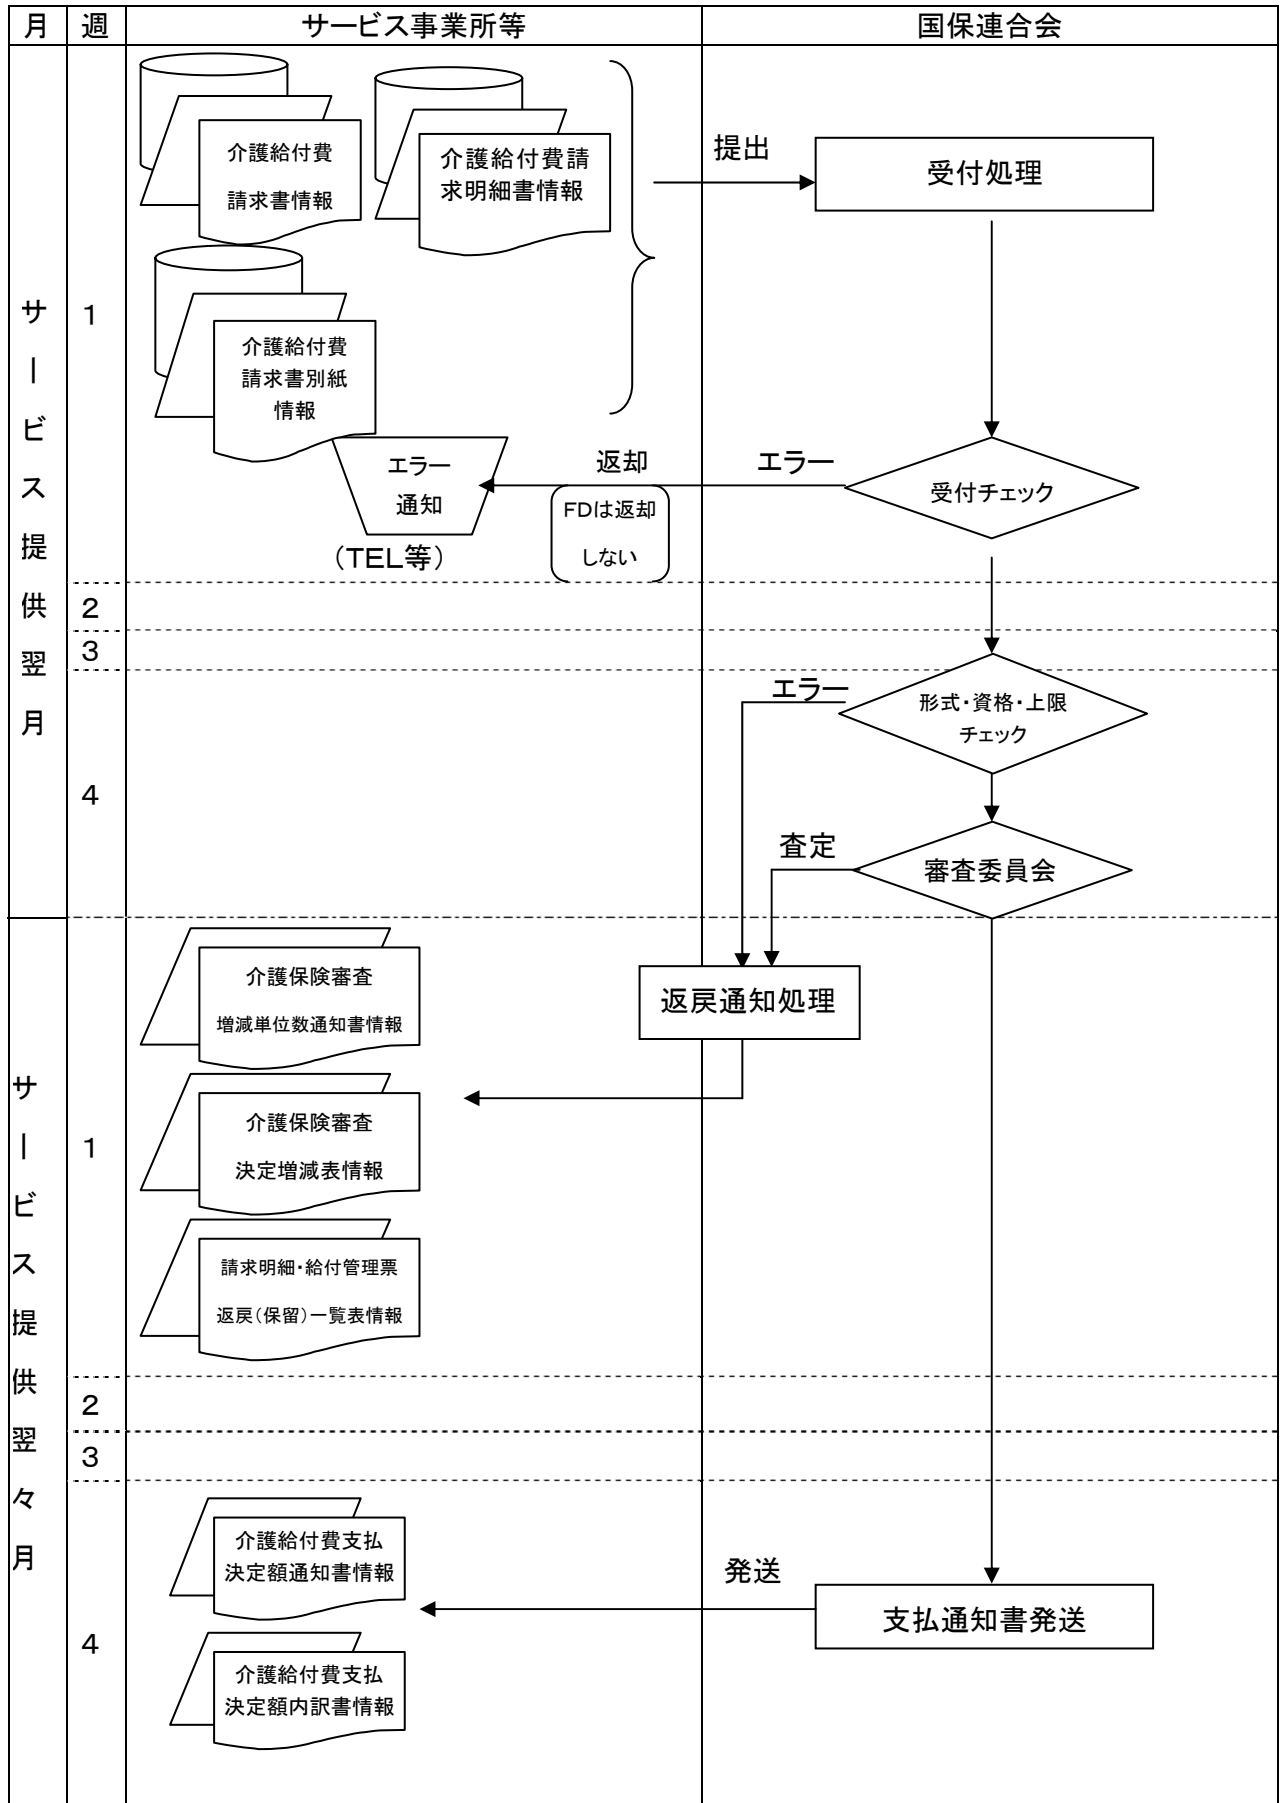 月 週 サービス事業所等 国保連合会
サービス提供翌月
1
介護給付費
請求書情報
介護給付費請
求明細書情報
提出
受付処理
介護給付費
請求書別紙
情報
エラー
通知
(TEL等)
返却
FDは返却
しない
エラー
受付チェック
2
3
4
エラー
形式・資格・上限
チェック
査定
審査委員会
サービス提供翌々月
1
介護保険審査
増減単位数通知書情報
返戻通知処理
介護保険審査
決定増減表情報
請求明細・給付管理票
返戻(保留)一覧表情報
2
3
4
介護給付費支払
決定額通知書情報
発送
支払通知書発送
介護給付費支払
決定額内訳書情報